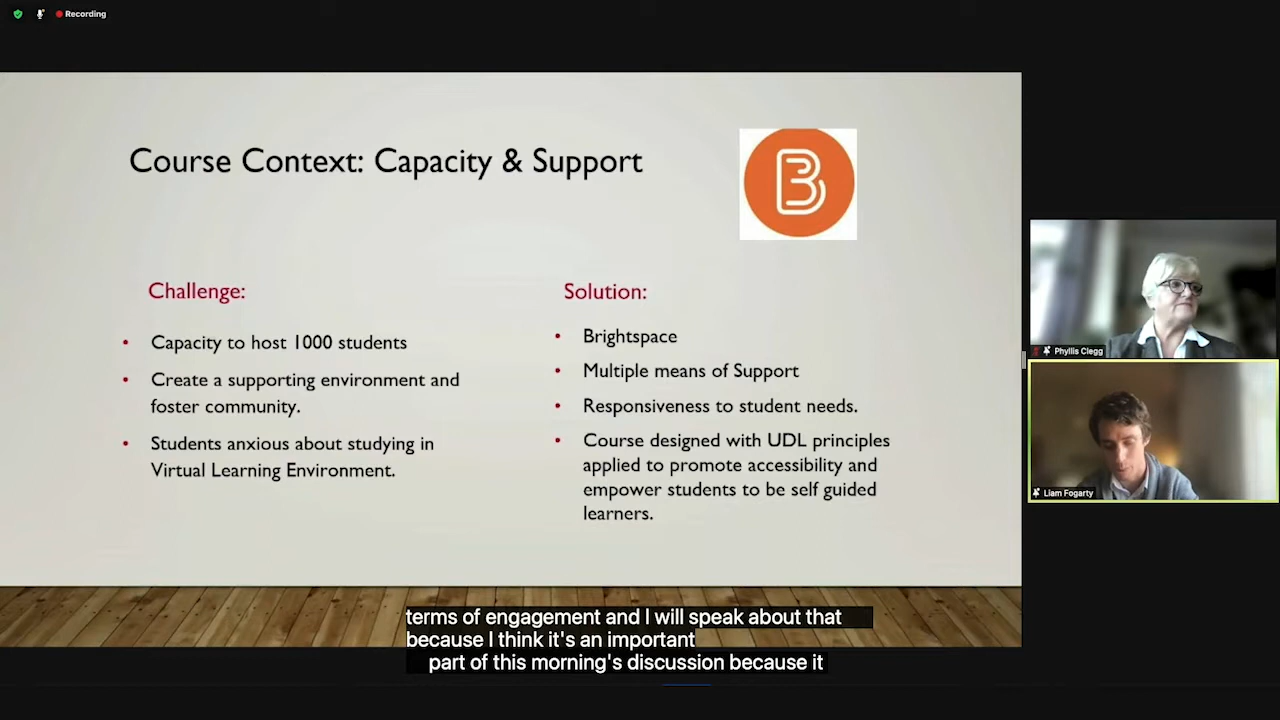 Recording
Course Context: Capacity & Support
B
Challenge:
• Capacity to host 1000 students
• Create a supporting environment and
foster community.
• Students anxious about studying in
Virtual Learning Environment.
Solution:
• Brightspace
• Multiple means of Support
• Responsiveness to student needs.
• Course designed with UDL principles
applied to promote accessibility and
empower students to be self guided
learners.
Phyllis Clegg
Liam Fogarty
terms of engagement and I will speak about that
because I think it's an important
part of this morning's discussion because it